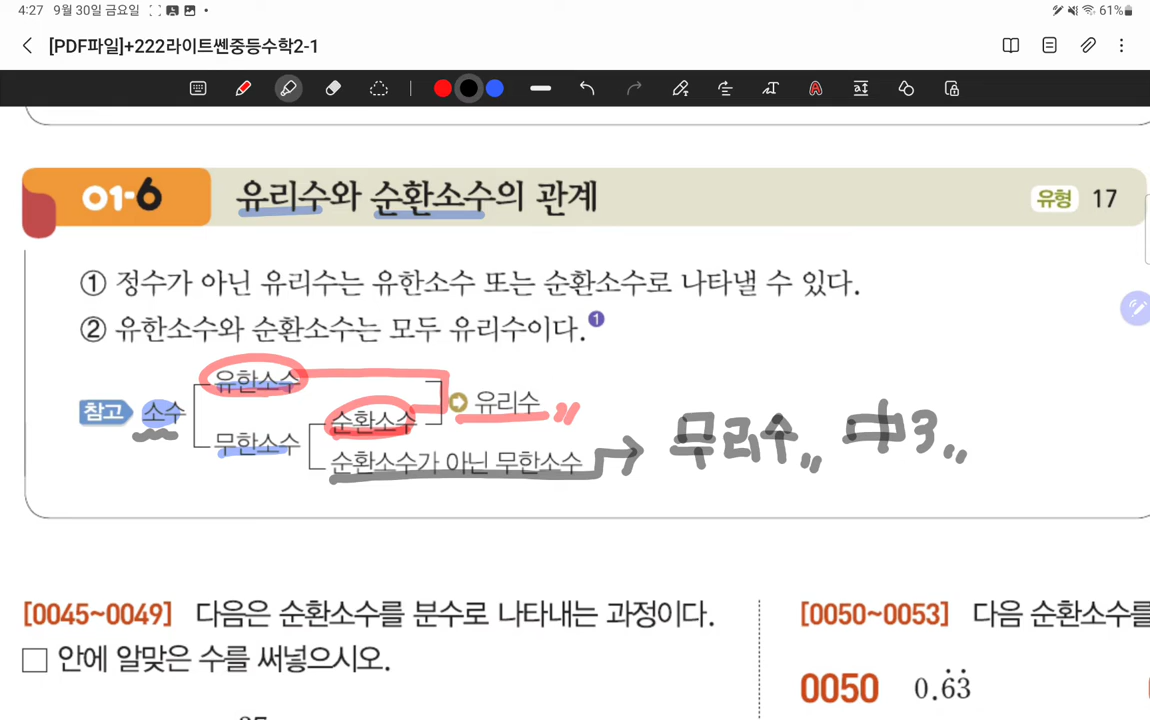 4:27 9월 30일 금요일 61%
[PDF파일]+222라이트쎈중등수학2-1
01-6 유리수와 순환소수의 관계 유형 17
① 정수가 아닌 유리수는 유한소수 또는 순환소수로 나타낼 수 있다.
② 유한소수와 순환소수는 모두 유리수이다.❶
유한소수
참고 소수 순환소수 유리수
무한소수
순환소수가 아닌 무한소수 → 무리수,, 中3,,
[0045~0049] 다음은 순환소수를 분수로 나타내는 과정이다.
□ 안에 알맞은 수를 써넣으시오.
[0050~0053] 다음 순환소수를
0050 0.6̇3̇